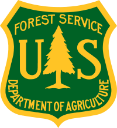 FOREST SERVICE
U S
DEPARTMENT OF AGRICULTURE